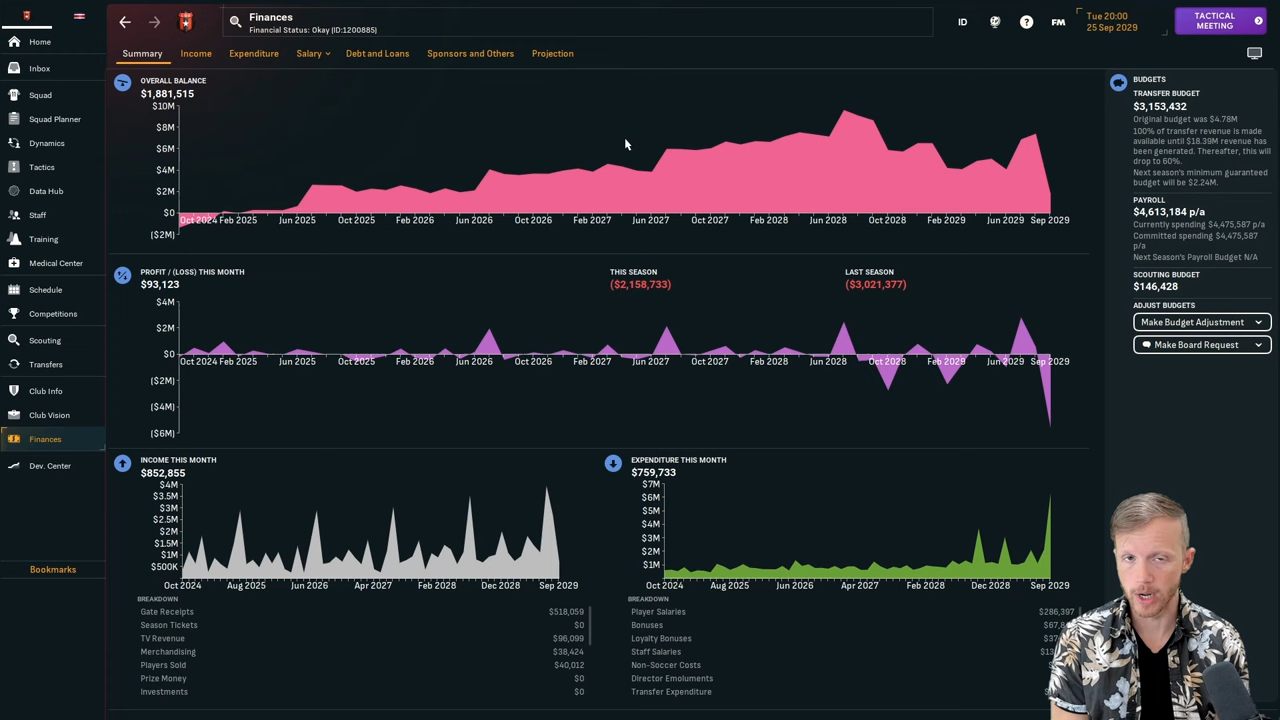 Home
Inbox
Squad
Squad Planner
Dynamics
Tactics
Data Hub
Staff
Training
Medical Center
Schedule
Competitions
Scouting
Transfers
Club Info
Club Vision
Finances
Dev. Center
Bookmarks
Finances
Financial Status: Okay (ID:1200885)
ID
FM
Tue 20:00
25 Sep 2029
TACTICAL
MEETING
Summary Income Expenditure Salary Debt and Loans Sponsors and Others Projection
OVERALL BALANCE
$1,881,515
$10M
$8M
$6M
$4M
$2M
$0
($2M)
Oct 2024 Feb 2025 Jun 2025 Oct 2025 Feb 2026 Jun 2026 Oct 2026 Feb 2027 Jun 2027 Oct 2027 Feb 2028 Jun 2028 Oct 2028 Feb 2029 Jun 2029 Sep 2029
PROFIT / (LOSS) THIS MONTH
$93,123
THIS SEASON
($2,158,733)
LAST SEASON
($3,021,377)
$4M
$2M
$0
($2M)
($4M)
($6M)
Oct 2024 Feb 2025 Jun 2025 Oct 2025 Feb 2026 Jun 2026 Oct 2026 Feb 2027 Jun 2027 Oct 2027 Feb 2028 Jun 2028 Oct 2028 Feb 2029 Jun 2029 Sep 2029
INCOME THIS MONTH
$852,855
$4M
$3.5M
$3M
$2.5M
$2M
$1.5M
$1M
$500K
Oct 2024 Aug 2025 Jun 2026 Apr 2027 Feb 2028 Dec 2028 Sep 2029
BREAKDOWN
Gate Receipts $518,059
Season Tickets $0
TV Revenue $96,099
Merchandising $38,424
Players Sold $40,012
Prize Money $0
Investments $0
EXPENDITURE THIS MONTH
$759,733
$7M
$6M
$5M
$4M
$3M
$2M
$1M
Oct 2024 Aug 2025 Jun 2026 Apr 2027 Feb 2028 Dec 2028 Sep 2029
BREAKDOWN
Player Salaries $286,397
Bonuses
Loyalty Bonuses
Staff Salaries
Non-Soccer Costs
Director Emoluments
Transfer Expenditure
BUDGETS
TRANSFER BUDGET
$3,153,432
Original budget was $4.78M
100% of transfer revenue is made
available until $18.39M revenue has
been generated. Thereafter, this will
drop to 60%.
Next season's minimum guaranteed
budget will be $2.24M.
PAYROLL
$4,613,184 p/a
Currently spending $4,475,587 p/a
Committed spending $4,475,587
p/a
Next Season's Payroll Budget N/A
SCOUTING BUDGET
$146,428
ADJUST BUDGETS
Make Budget Adjustment
Make Board Request